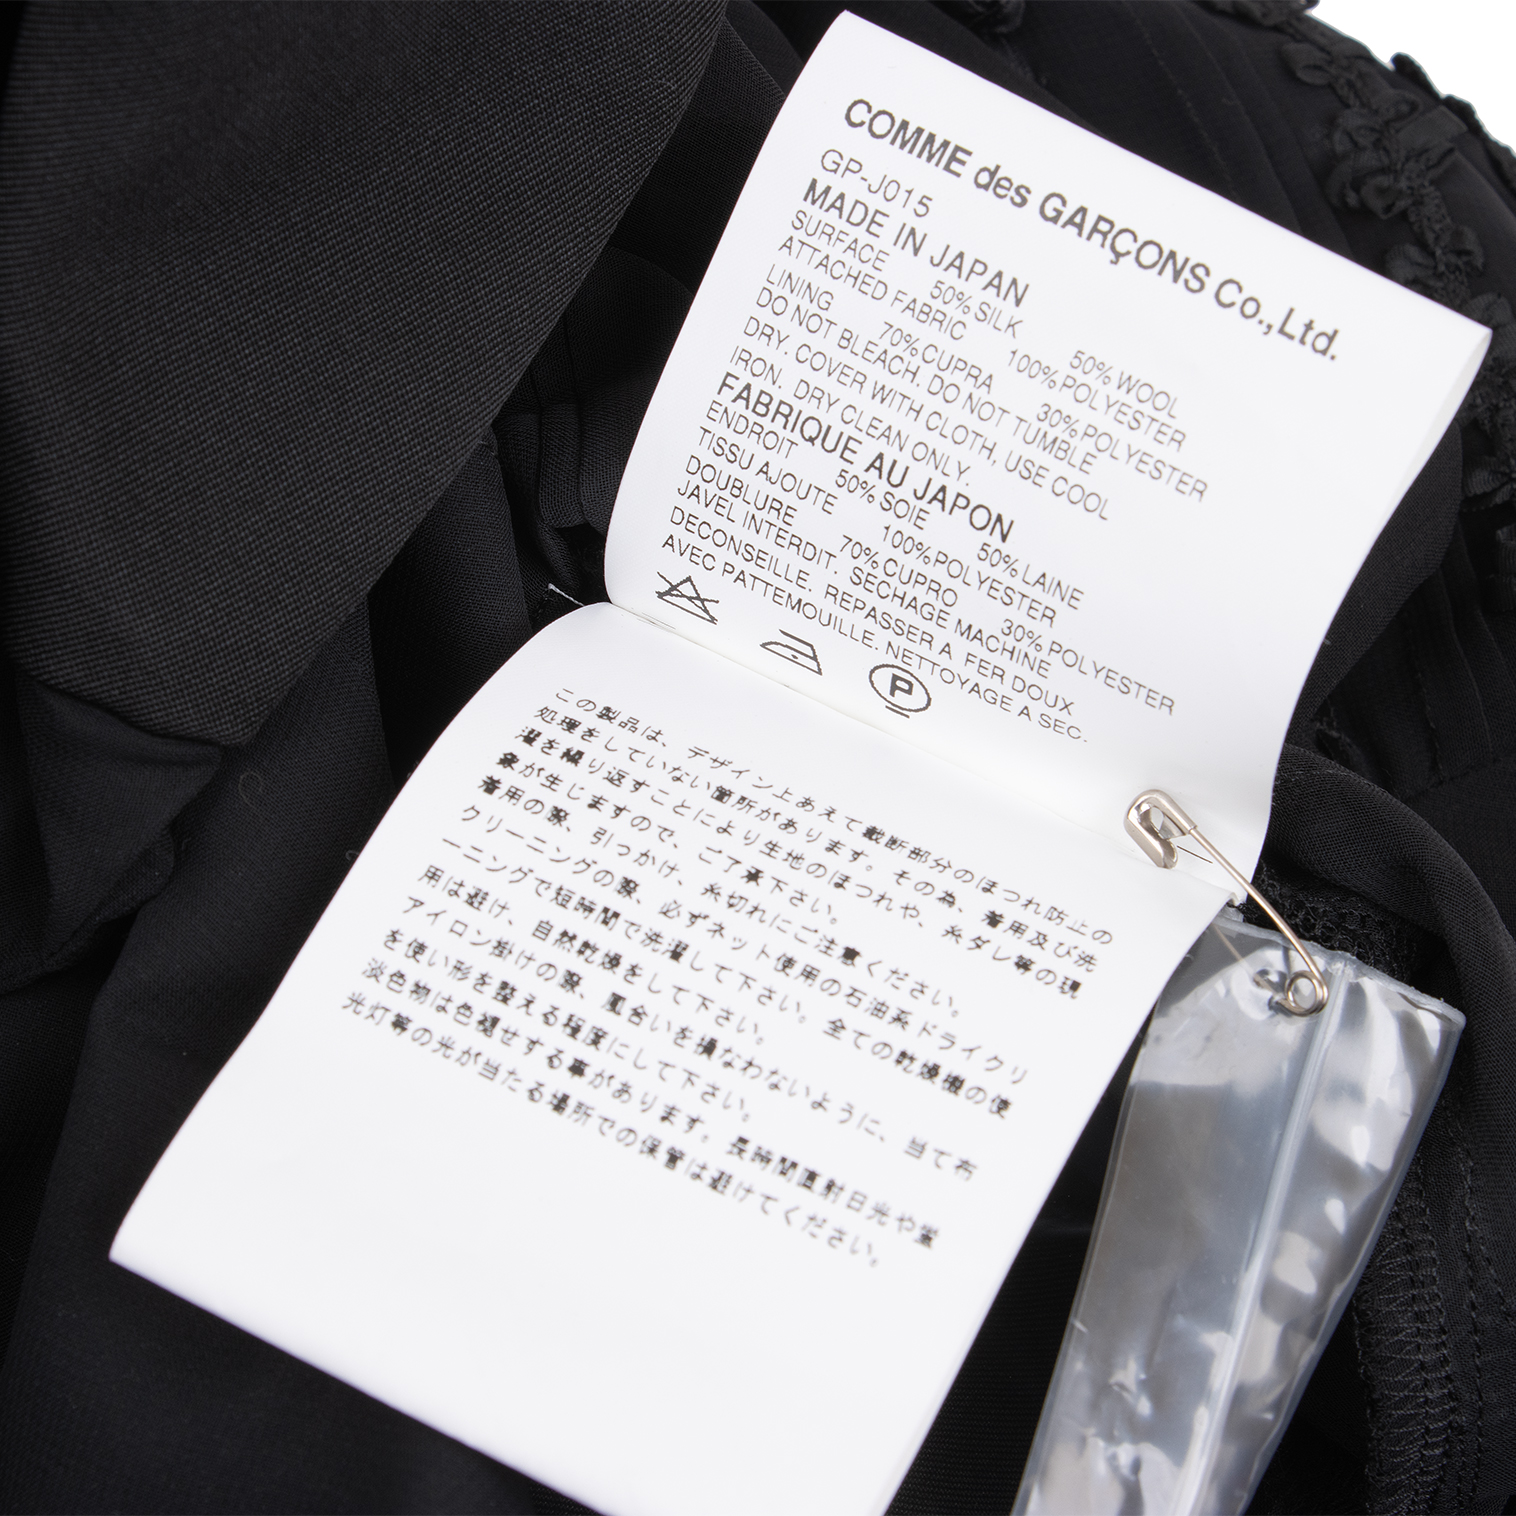 COMME des GARÇONS Co.,Ltd.
GP-J015
MADE IN JAPAN
SURFACE 50% SILK 50% WOOL
ATTACHED FABRIC 100% POLYESTER
LINING 70% CUPRA 30% POLYESTER
DO NOT BLEACH. DO NOT TUMBLE
DRY. COVER WITH CLOTH, USE COOL
IRON. DRY CLEAN ONLY.
FABRIQUE AU JAPON
ENDROIT 50% SOIE 50% LAINE
TISSU AJOUTE 100% POLYESTER
DOUBLURE 70% CUPRO 30% POLYESTER
JAVEL INTERDIT. SECHAGE MACHINE
DECONSEILLE. REPASSER A FER DOUX
AVEC PATTEMOUILLE. NETTOYAGE A SEC.
P
この製品は、デザイン上あえて裁断部分のほつれ防止の
処理をしていない箇所があります。その為、着用及び洗
濯を繰り返すことにより生地のほつれや、糸ダレ等の現
象が生じますので、ご了承下さい。
着用の際、引っかけ、糸切れにご注意ください。
クリーニングの際、必ずネット使用の石油系ドライクリ
ーニングで短時間で洗濯して下さい。全ての乾燥機の使
用は避け、自然乾燥をして下さい。
アイロン掛けの際、風合いを損なわないように、当て布
を使い形を整える程度にして下さい。
淡色物は色褪せする事があります。長時間直射日光や蛍
光灯等の光が当たる場所での保管は避けてください。